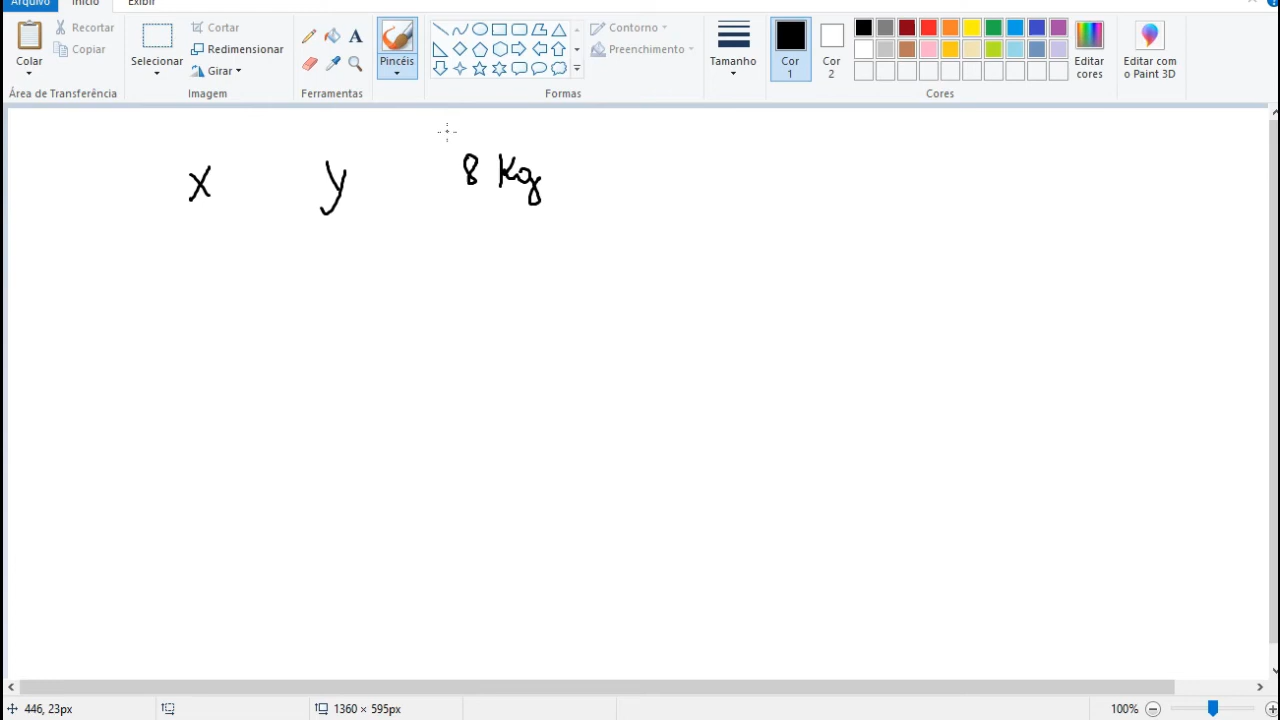 Arquivo Início Exibir
Colar
Recortar
Copiar
Área de Transferência
Selecionar
Cortar
Redimensionar
Girar
Imagem
A
Ferramentas
Pincéis
Contorno
Preenchimento
Formas
Tamanho
Cor
1
Cor
2
Editar
cores
Cores
Editar com
o Paint 3D
x y 8 Kg
446, 23px 1360 × 595px 100%